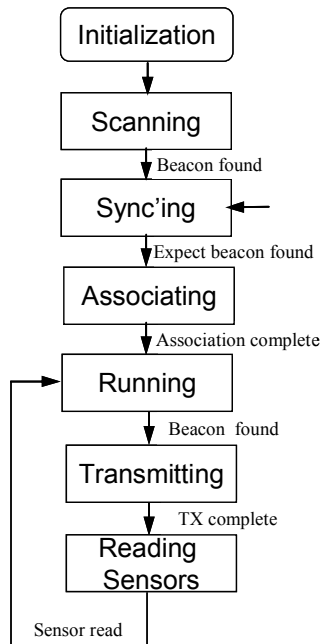 Initialization
Scanning
Beacon found
Sync'ing
Expect beacon found
Associating
Association complete
Running
Beacon found
Transmitting
TX complete
Reading
Sensors
Sensor read